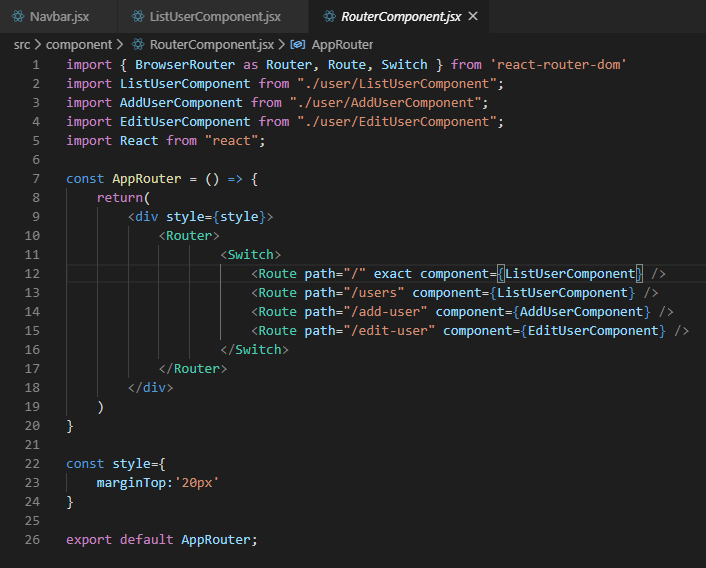 Navbar.jsx ListUserComponent.jsx RouterComponent.jsx ✕
src > component > RouterComponent.jsx > AppRouter
1 import { BrowserRouter as Router, Route, Switch } from 'react-router-dom'
2 import ListUserComponent from "./user/ListUserComponent";
3 import AddUserComponent from "./user/AddUserComponent";
4 import EditUserComponent from "./user/EditUserComponent";
5 import React from "react";
6
7 const AppRouter = () => {
8     return(
9         <div style={style}>
10             <Router>
11                     <Switch>
12                         <Route path="/" exact component={ListUserComponent} />
13                         <Route path="/users" component={ListUserComponent} />
14                         <Route path="/add-user" component={AddUserComponent} />
15                         <Route path="/edit-user" component={EditUserComponent} />
16                     </Switch>
17             </Router>
18         </div>
19     )
20 }
21
22 const style={
23     marginTop:'20px'
24 }
25
26 export default AppRouter;